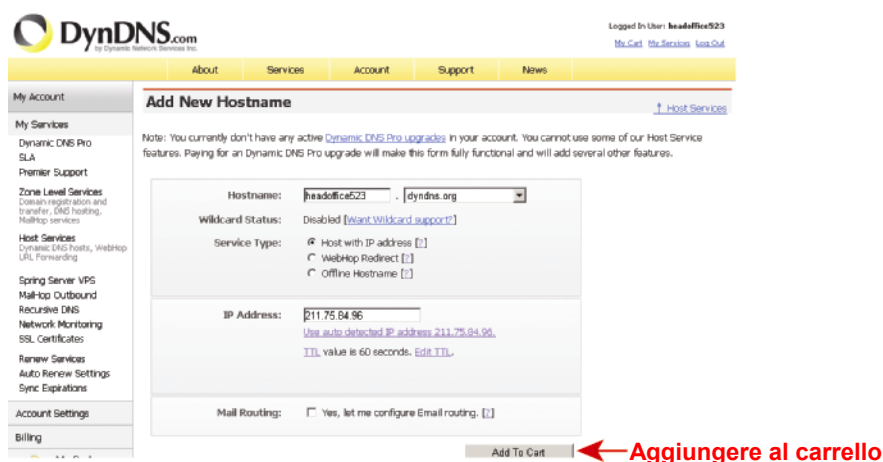 DynDNS.com
by Dynamic Network Services Inc.
Logged In User: headoffice523
My Cart My Services Log Out
About Services Account Support News
My Account
My Services
Dynamic DNS Pro
SLA
Premier Support
Zone Level Services
Domain registration and
transfer, DNS hosting,
MailHop services
Host Services
Dynamic DNS hosts, WebHop
URL Forwarding
Spring Server VPS
MailHop Outbound
Recursive DNS
Network Monitoring
SSL Certificates
Renew Services
Auto Renew Settings
Sync Expirations
Account Settings
Billing
Add New Hostname
↑ Host Services
Note: You currently don't have any active Dynamic DNS Pro upgrades in your account. You cannot use some of our Host Service
features. Paying for an Dynamic DNS Pro upgrade will make this form fully functional and will add several other features.
Hostname: headoffice523 . dyndns.org
Wildcard Status: Disabled [Want Wildcard support?]
Service Type: Host with IP address [?]
WebHop Redirect [?]
Offline Hostname [?]
IP Address: 211.75.84.96
Use auto detected IP address 211.75.84.96.
TTL value is 60 seconds. Edit TTL.
Mail Routing: Yes, let me configure Email routing. [?]
Add To Cart
Aggiungere al carrello